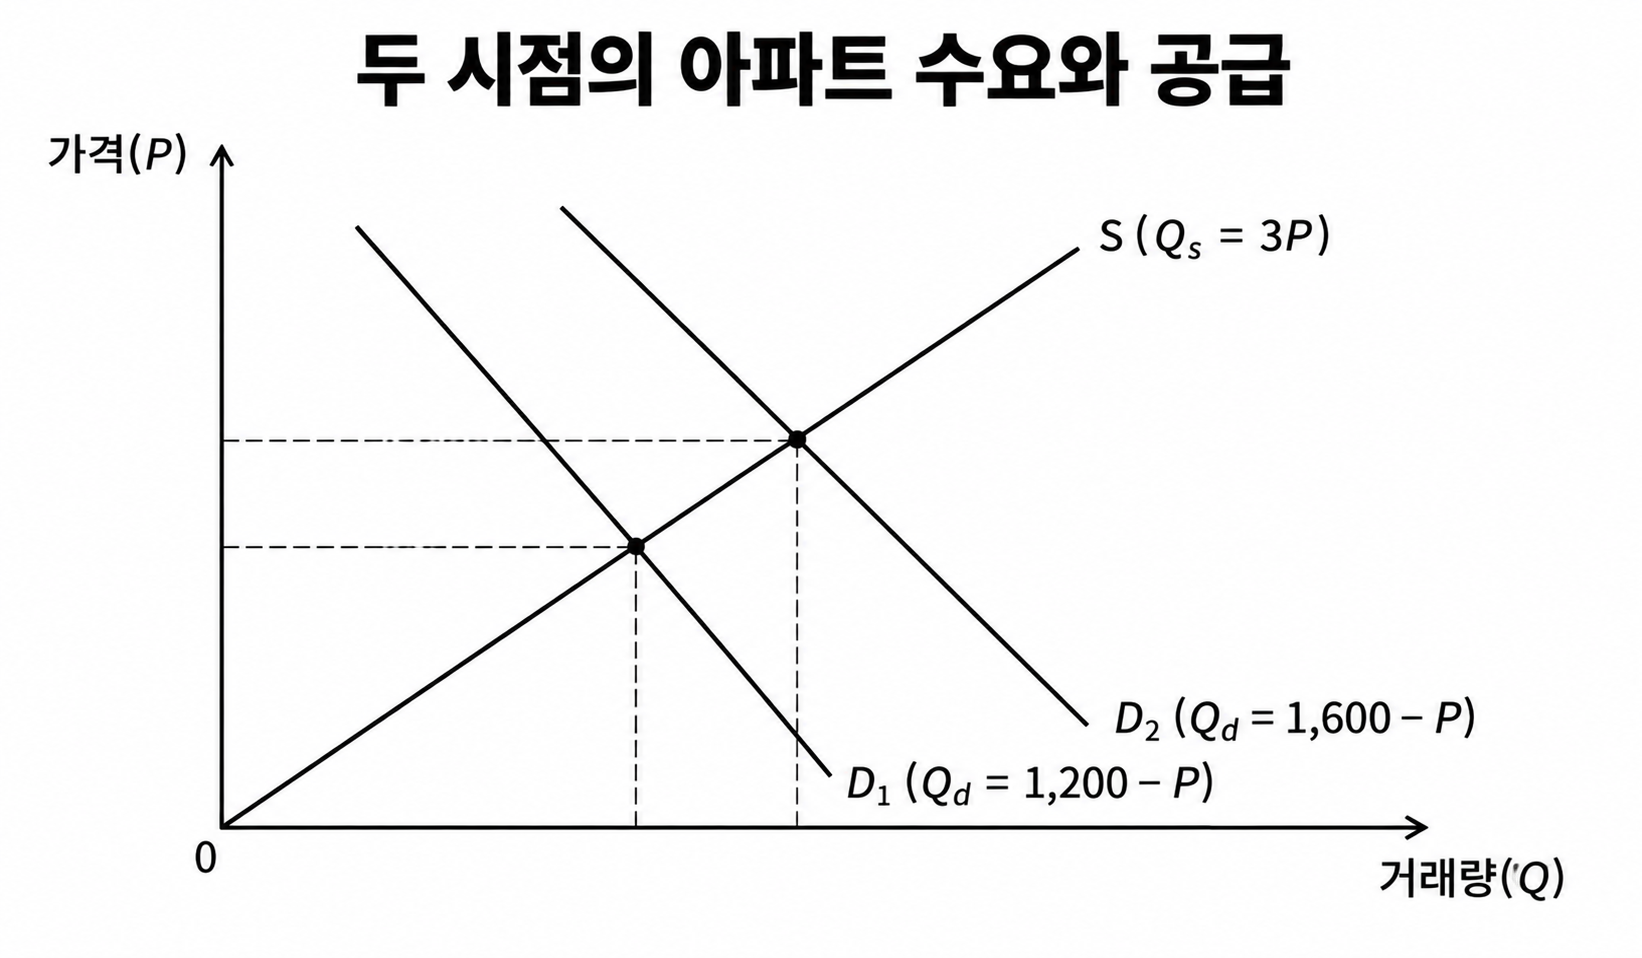 두 시점의 아파트 수요와 공급
가격(P)
S (Qs = 3P)
D2 (Qd = 1,600 − P)
D1 (Qd = 1,200 − P)
0
거래량(Q)